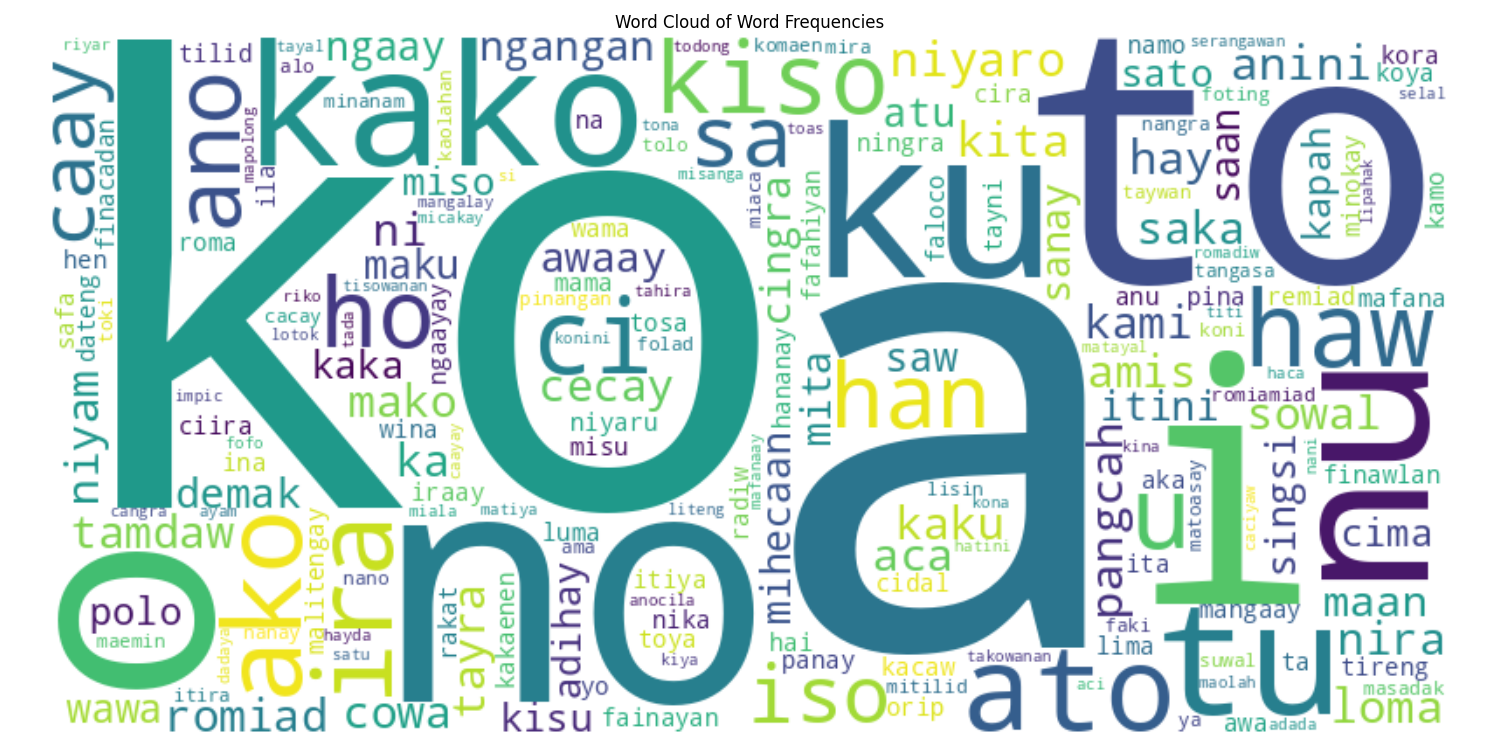 Word Cloud of Word Frequencies
riyar
tilid
tayal
alo
ngaay
ngangan
todong
komaen
mira
niyaro
namo
serangawan
kora
anini
koya
sato
caay
ano
kako
minanam
kaolahan
na
kiso
cira
atu
foting
selal
finacadan
mapolong
ila
tona
tolo
sa
toas
ningra
kita
to
nangra
hay
saan
kapah
minokay
lipahak
kamo
ko
miso
si
mangalay
micakay
misanga
miaca
cingra
fafahiyan
ku
faloco
tayni
sanay
taywan
saka
romadiw
tangasa
roma
hen
ni
maku
wama
awaay
mama
pinangan
tahira
tisowanan
riko
ho
cacay
lotok
tada
ngaayay
ci
konini
tosa
folad
safa
dateng
toki
niyam
kaka
cecay
niyaru
misu
hananay
mita
a
saw
han
anu
pina
remiad
mafana
titi
koni
kami
haw
matayal
amis
haca
romiamiad
itini
sowal
i
nu
impic
ciira
fofo
ina
mako
wina
ka
caayay
iraay
demak
miala
matiya
liteng
radiw
mafanaay
mihecaan
lisin
kona
kaku
aca
hatini
cidal
pangcah
kina
aka
u
matoasay
caciyaw
singsi
nani
finawlan
cima
ita
cangra
ayam
tamdaw
o
polo
maemin
ako
nanay
dadaya
malitengay
ira
nano
hayda
satu
no
luma
ama
rakat
tayra
kakaenen
adihay
itiya
anocila
nika
toya
kiya
mangaay
maan
faki
lima
tu
nira
hai
panay
kacaw
takowanan
suwal
ta
tireng
maolah
masadak
wawa
itira
romiad
cowa
kisu
yo
fainayan
iso
mitilid
orip
ato
aci
ya
awa
adada
loma